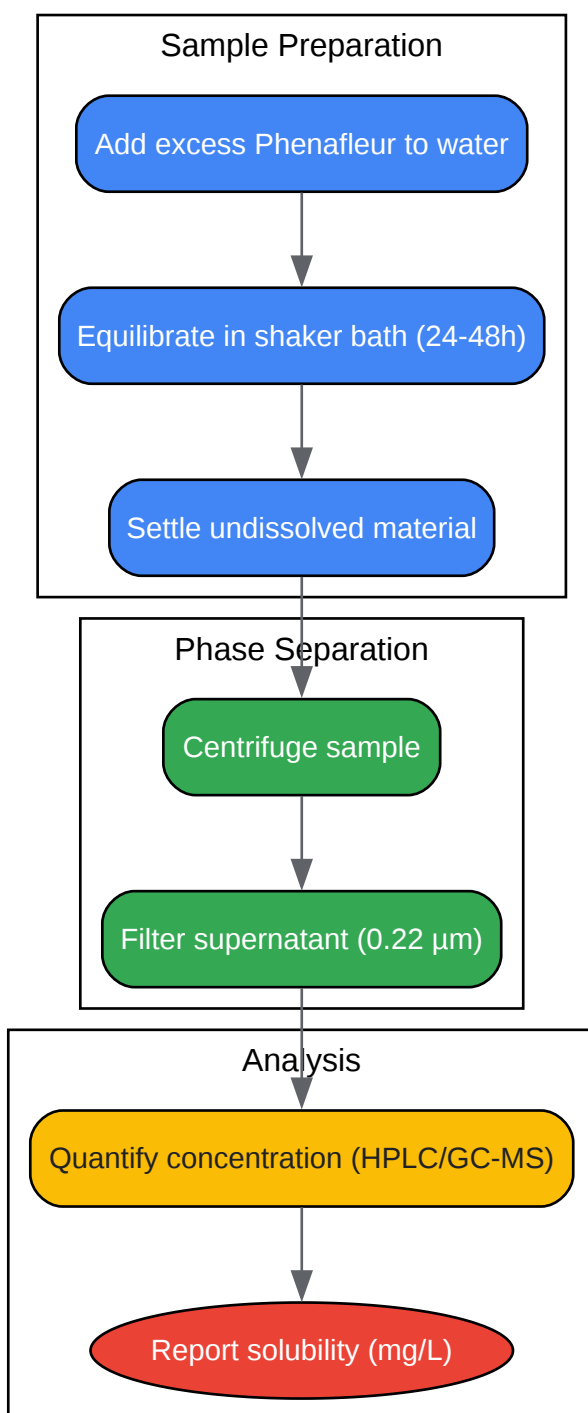 Sample Preparation
Add excess Phenafleur to water
Equilibrate in shaker bath (24-48h)
Settle undissolved material
Phase Separation
Centrifuge sample
Filter supernatant (0.22 µm)
Analysis
Quantify concentration (HPLC/GC-MS)
Report solubility (mg/L)